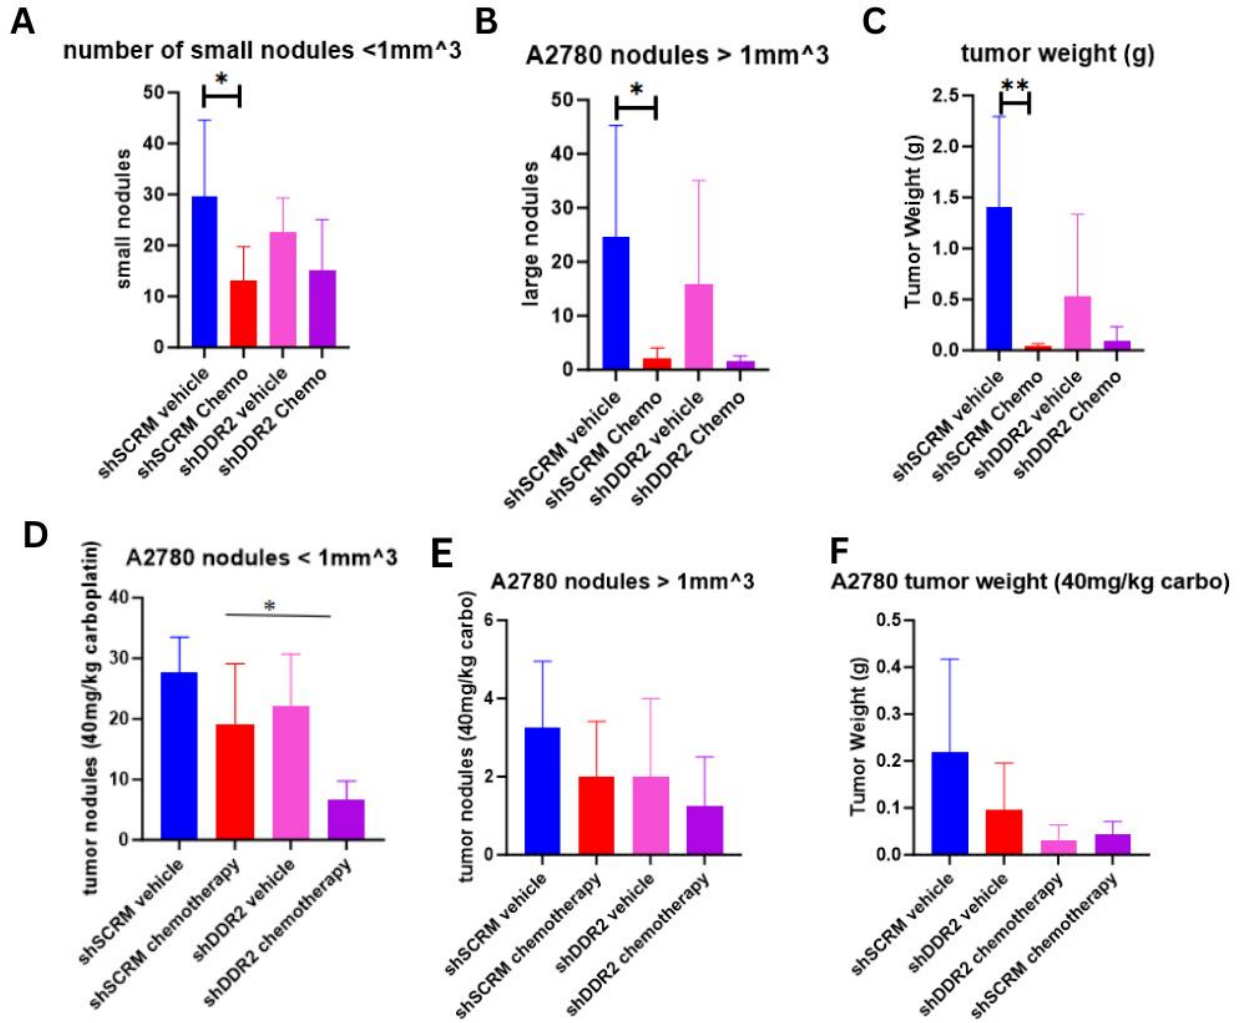 A
number of small nodules <1mm^3
*
small nodules
50
40
30
20
10
0
shSCRM vehicle
shSCRM Chemo
shDDR2 vehicle
shDDR2 Chemo
B
A2780 nodules > 1mm^3
*
large nodules
50
40
30
20
10
0
shSCRM vehicle
shSCRM Chemo
shDDR2 vehicle
shDDR2 Chemo
C
tumor weight (g)
**
Tumor Weight (g)
2.5
2.0
1.5
1.0
0.5
0.0
shSCRM vehicle
shSCRM Chemo
shDDR2 vehicle
shDDR2 Chemo
D
A2780 nodules < 1mm^3
*
tumor nodules (40mg/kg carboplatin)
40
30
20
10
0
shSCRM vehicle
shSCRM chemotherapy
shDDR2 vehicle
shDDR2 chemotherapy
E
A2780 nodules > 1mm^3
tumor nodules (40mg/kg carbo)
6
4
2
0
shSCRM vehicle
shSCRM chemotherapy
shDDR2 vehicle
shDDR2 chemotherapy
F
A2780 tumor weight (40mg/kg carbo)
Tumor Weight (g)
0.5
0.4
0.3
0.2
0.1
0.0
shSCRM vehicle
shDDR2 vehicle
shDDR2 chemotherapy
shSCRM chemotherapy